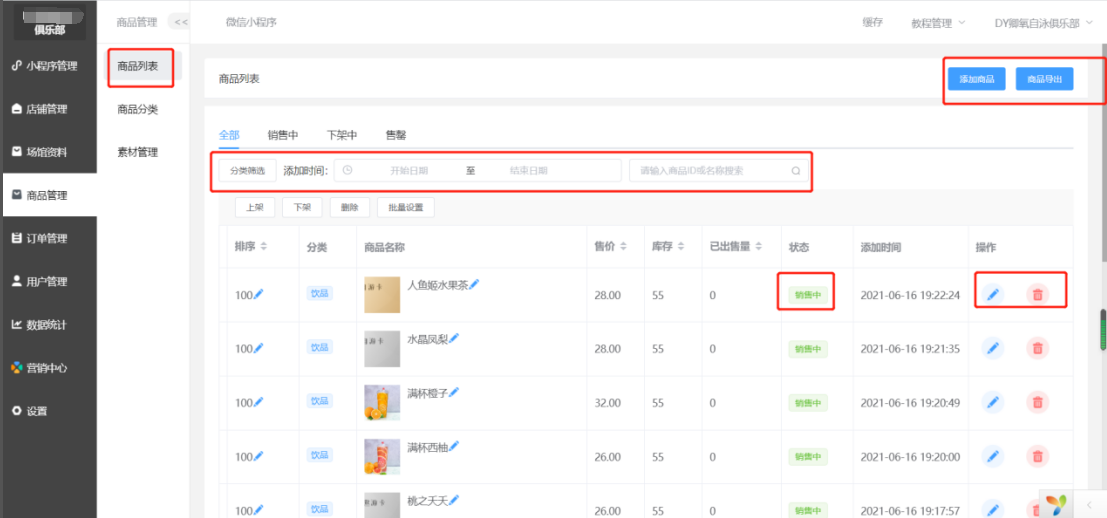 俱乐部
小程序管理
店铺管理
场馆资料
商品管理
订单管理
用户管理
数据统计
营销中心
设置
商品管理 <<
商品列表
商品分类
素材管理
微信小程序 缓存 教程管理 DY卿氧自泳俱乐部
商品列表 添加商品 商品导出
全部 销售中 下架中 售罄
分类筛选 添加时间: 开始日期 至 结束日期 请输入商品ID或名称搜索
上架 下架 删除 批量设置
排序 分类 商品名称 售价 库存 已出售量 状态 添加时间 操作
100 饮品 人鱼姬水果茶 28.00 55 0 销售中 2021-06-16 19:22:24
100 饮品 水晶凤梨 28.00 55 0 销售中 2021-06-16 19:21:35
100 饮品 满杯橙子 32.00 55 0 销售中 2021-06-16 19:20:49
100 饮品 满杯西柚 26.00 55 0 销售中 2021-06-16 19:20:00
100 饮品 桃之夭夭 26.00 55 0 销售中 2021-06-16 19:17:57